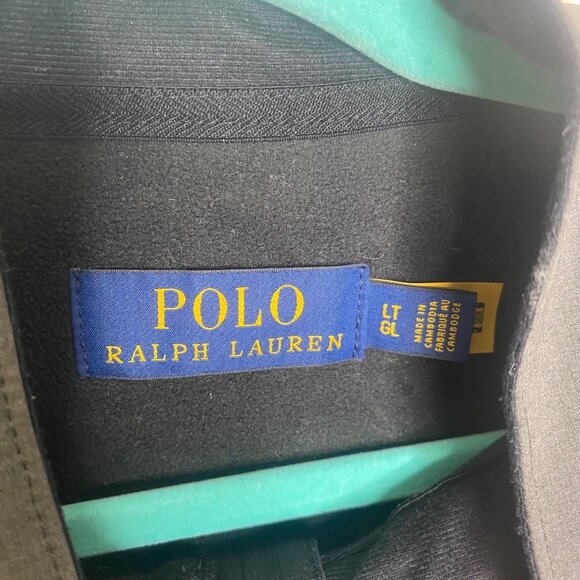 POLO
RALPH LAUREN
LT
GL
MADE IN
CAMBODIA
FABRIQUÉ AU
CAMBODGE